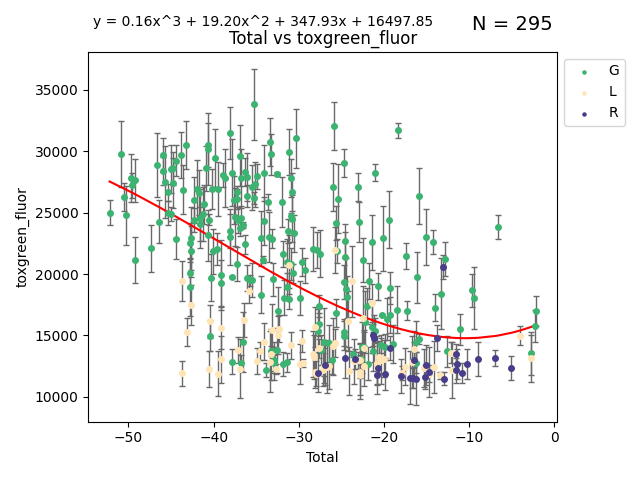 y = 0.16x^3 + 19.20x^2 + 347.93x + 16497.85
N = 295
Total vs toxgreen_fluor
G
L
R
toxgreen_fluor
35000
30000
25000
20000
15000
10000
−50
−40
−30
−20
−10
0
Total